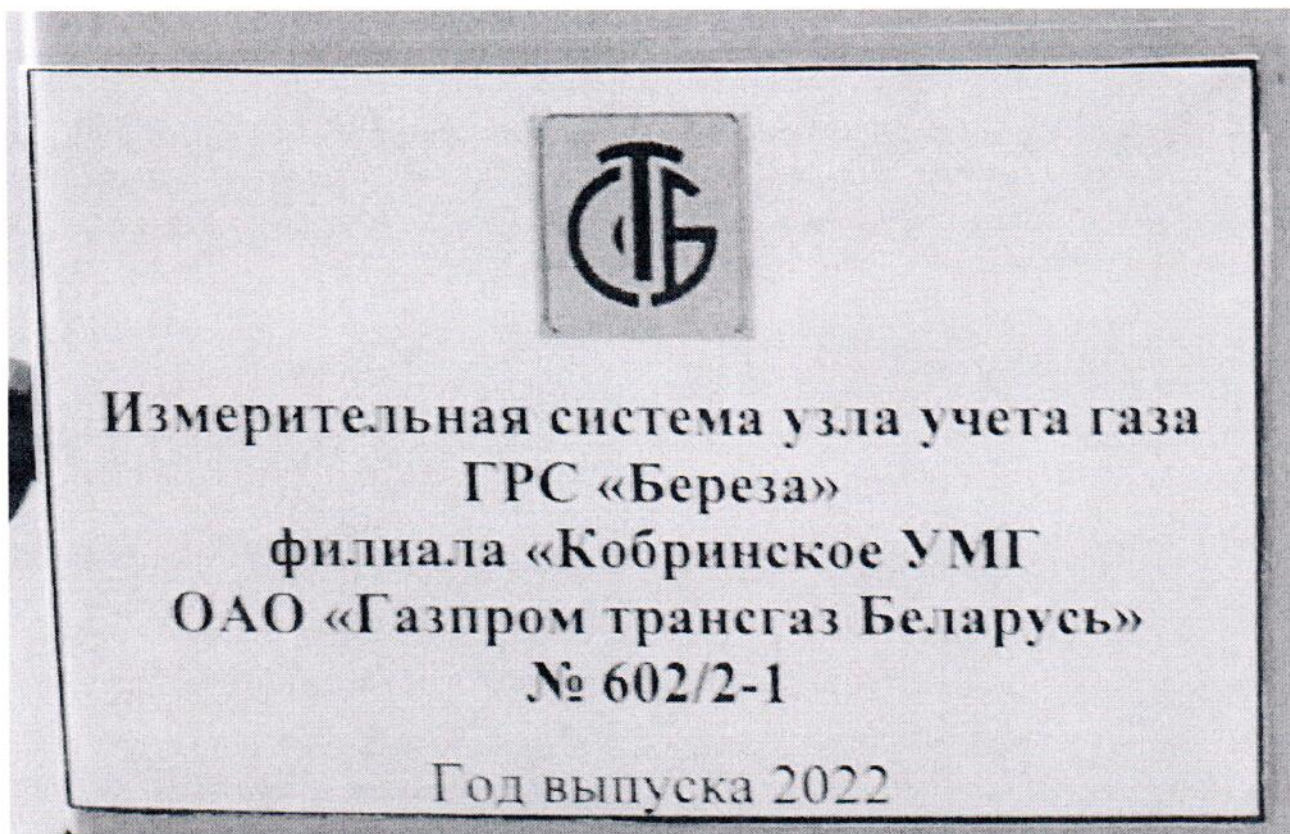 СТБ
Измерительная система узла учета газа
ГРС «Береза»
филиала «Кобринское УМГ
ОАО «Газпром трансгаз Беларусь»
№ 602/2-1
Год выпуска 2022